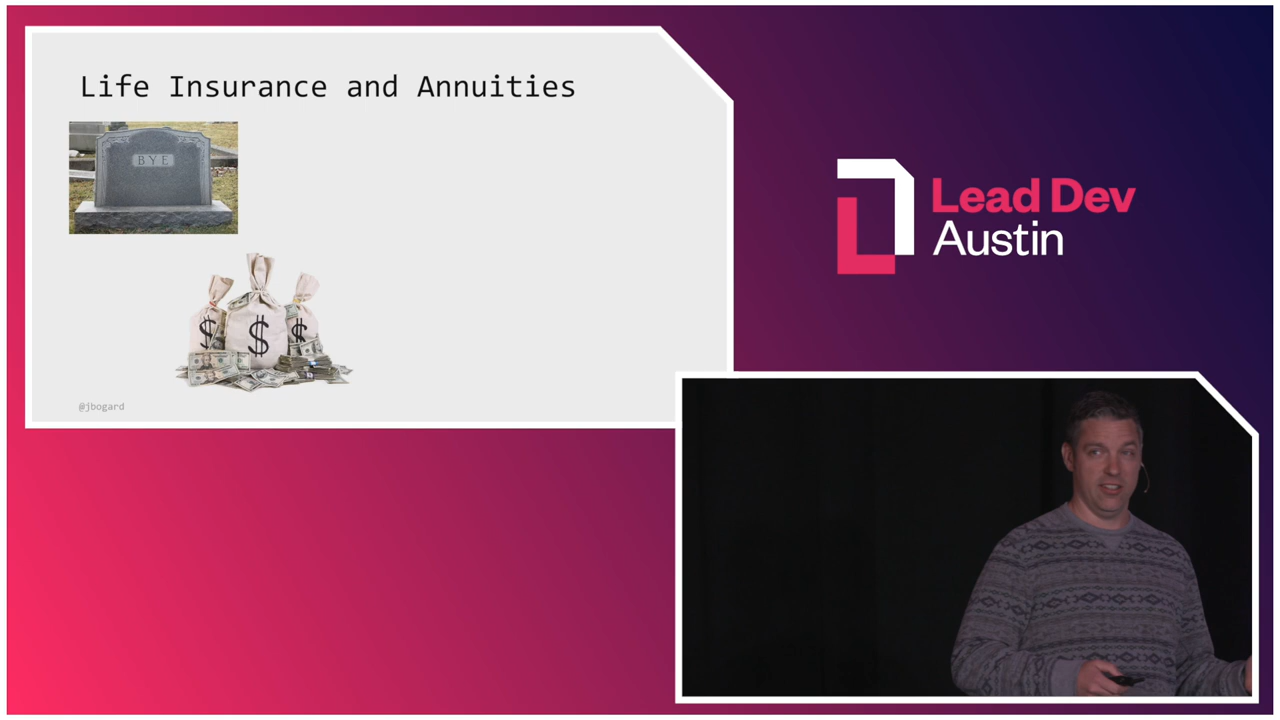 Life Insurance and Annuities
BYE
$ $ $
@jbogard
Lead Dev
Austin